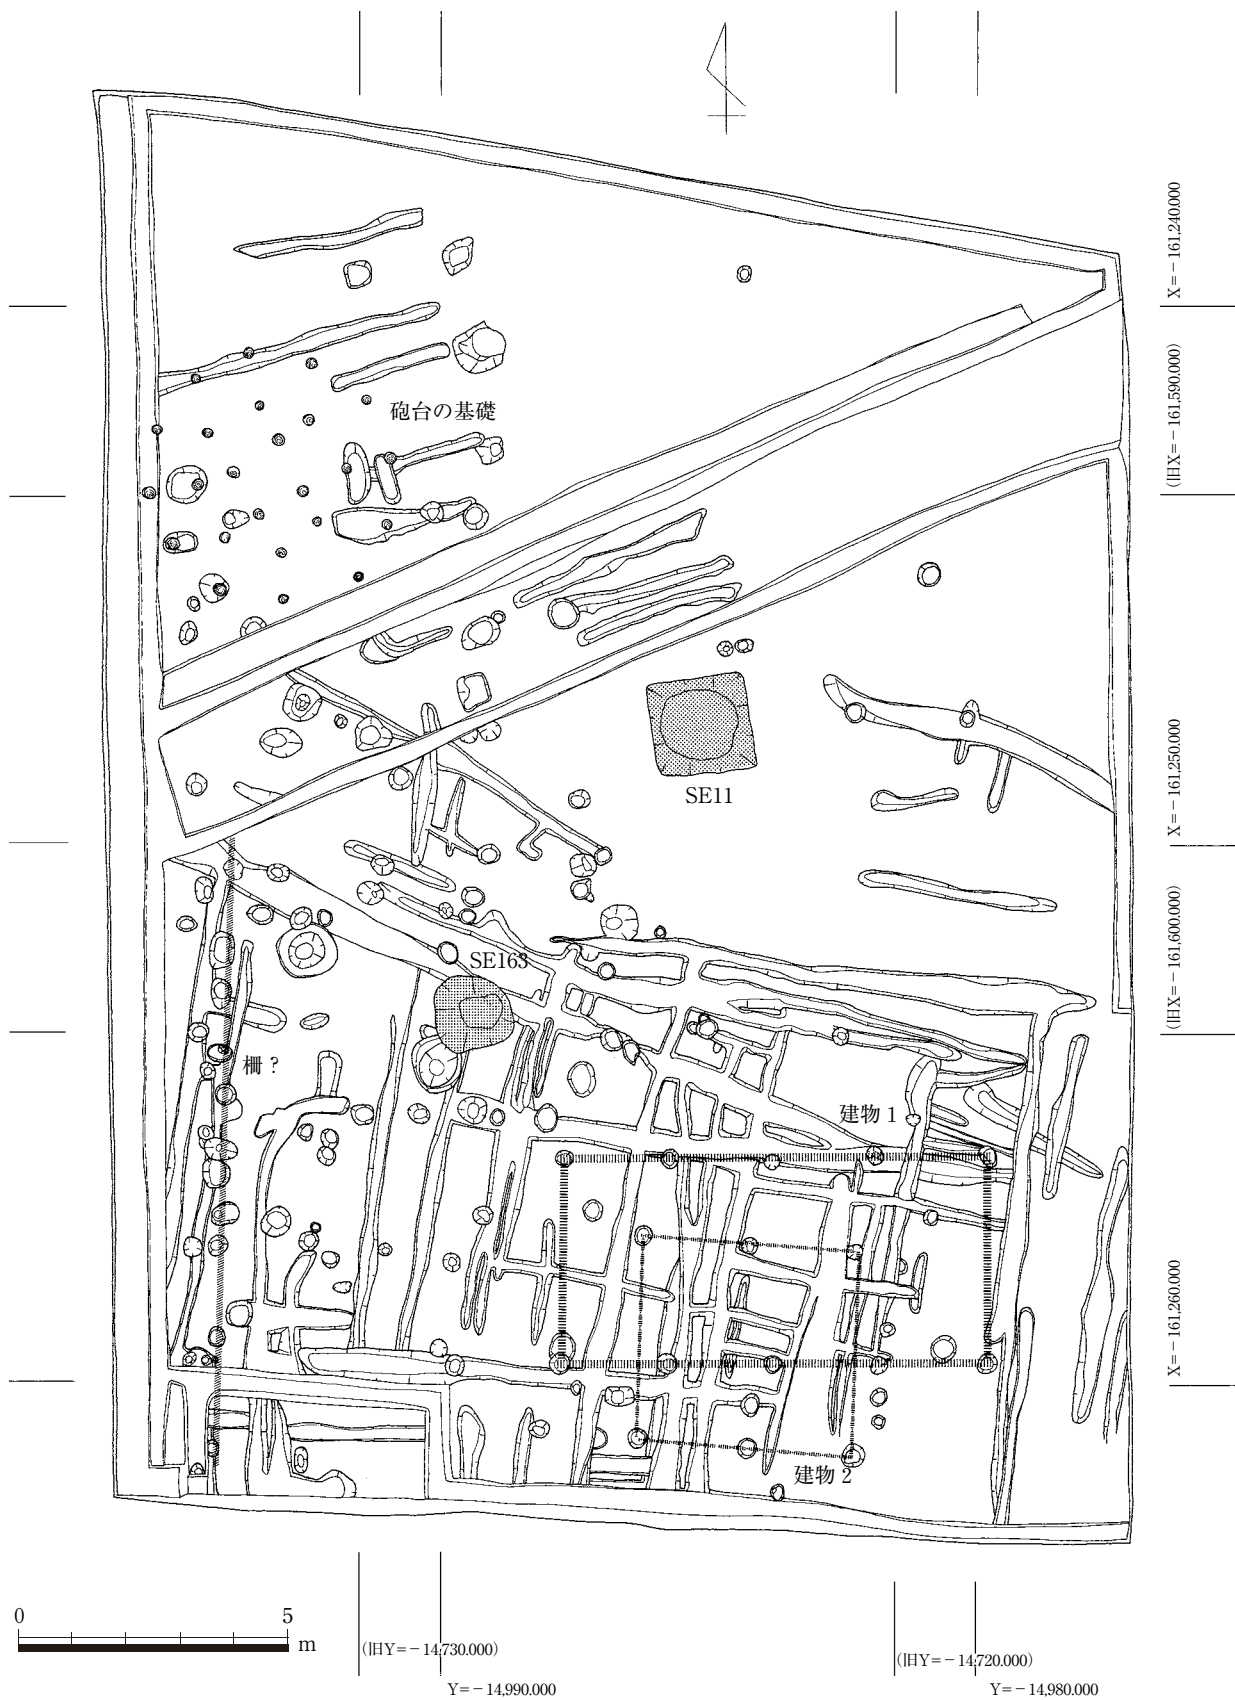 X=－161,240.000
(旧X=－161,590.000)
砲台の基礎
SE11
X=－161,250.000
(旧X=－161,600.000)
SE163
柵？
建物 1
X=－161,260.000
建物 2
0 5
m
(旧Y=－14,730.000)
(旧Y=－14,720.000)
Y=－14,990.000
Y=－14,980.000